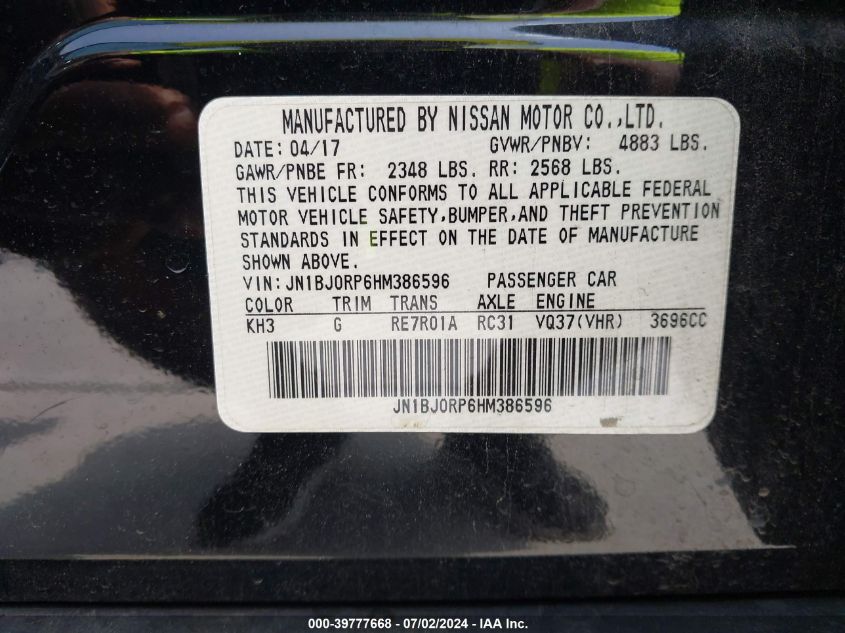 MANUFACTURED BY NISSAN MOTOR CO.,LTD.
DATE: 04/17 GVWR/PNBV: 4883 LBS.
GAWR/PNBE FR: 2348 LBS. RR: 2568 LBS.
THIS VEHICLE CONFORMS TO ALL APPLICABLE FEDERAL
MOTOR VEHICLE SAFETY,BUMPER,AND THEFT PREVENTION
STANDARDS IN EFFECT ON THE DATE OF MANUFACTURE
SHOWN ABOVE.
VIN: JN1BJ0RP6HM386596 PASSENGER CAR
COLOR TRIM TRANS AXLE ENGINE
KH3 G RE7R01A RC31 VQ37(VHR) 3696CC
JN1BJ0RP6HM386596
000-39777668 - 07/02/2024 - IAA Inc.